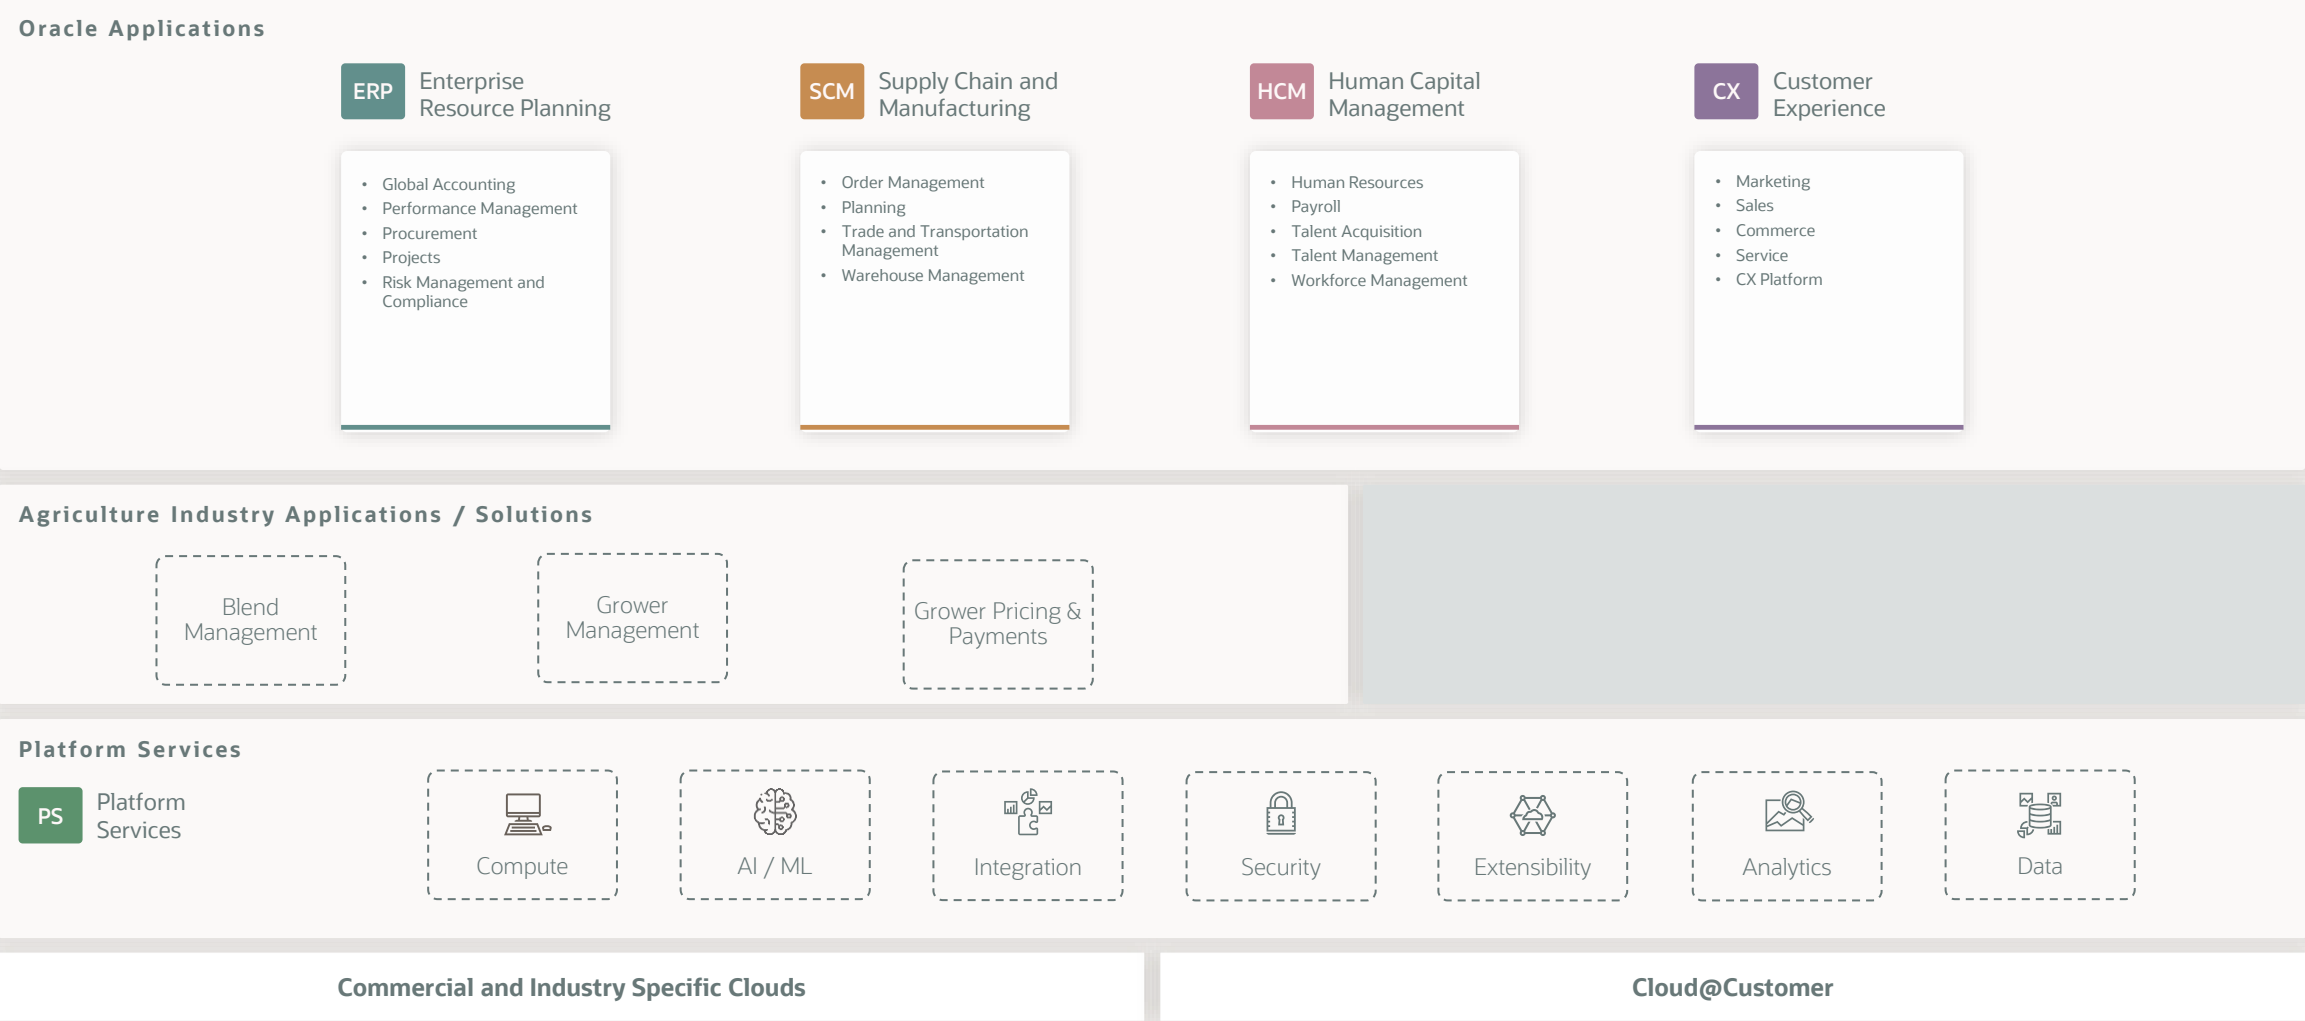 Oracle Applications
ERP
Enterprise
Resource Planning
• Global Accounting
• Performance Management
• Procurement
• Projects
• Risk Management and
Compliance
SCM
Supply Chain and
Manufacturing
• Order Management
• Planning
• Trade and Transportation
Management
• Warehouse Management
HCM
Human Capital
Management
• Human Resources
• Payroll
• Talent Acquisition
• Talent Management
• Workforce Management
CX
Customer
Experience
• Marketing
• Sales
• Commerce
• Service
• CX Platform
Agriculture Industry Applications / Solutions
Blend
Management
Grower
Management
Grower Pricing &
Payments
Platform Services
PS
Platform
Services
Compute
AI / ML
Integration
Security
Extensibility
Analytics
Data
Commercial and Industry Specific Clouds
Cloud@Customer